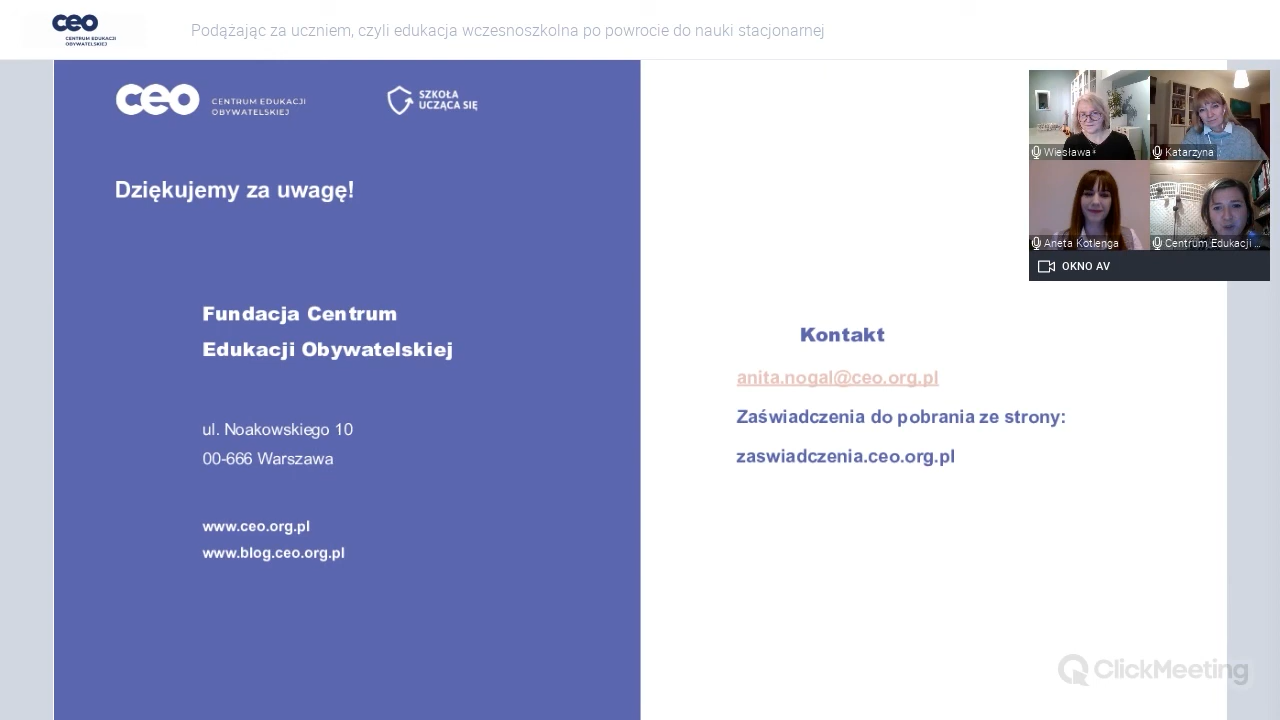 ceo
CENTRUM EDUKACJI
OBYWATELSKIEJ
Podążając za uczniem, czyli edukacja wczesnoszkolna po powrocie do nauki stacjonarnej
ceo
CENTRUM EDUKACJI
OBYWATELSKIEJ
SZKOŁA
UCZĄCA SIĘ
Dziękujemy za uwagę!
Fundacja Centrum
Edukacji Obywatelskiej
ul. Noakowskiego 10
00-666 Warszawa
www.ceo.org.pl
www.blog.ceo.org.pl
Kontakt
anita.nogal@ceo.org.pl
Zaświadczenia do pobrania ze strony:
zaswiadczenia.ceo.org.pl
Wiesława
Katarzyna
Aneta Kotlenga
Centrum Edukacji ...
OKNO AV
ClickMeeting